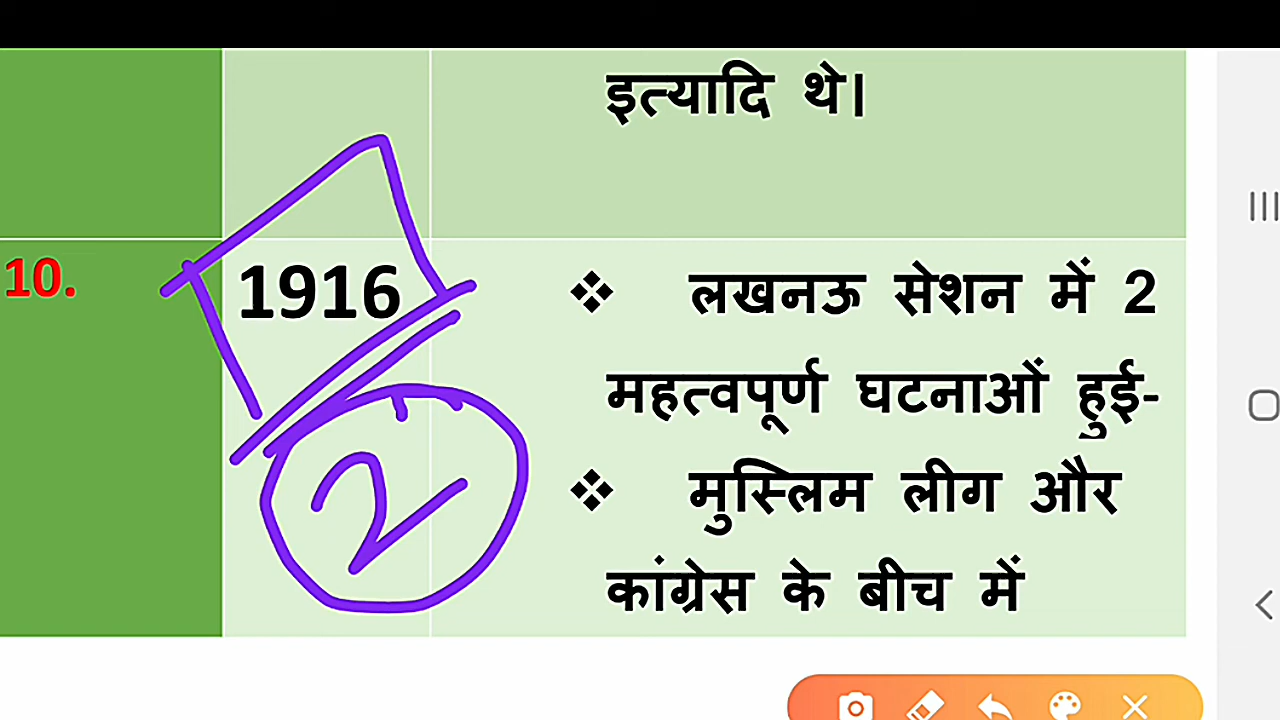 इत्यादि थे।
10. 1916 ❖ लखनऊ सेशन में 2
महत्वपूर्ण घटनाओं हुई-
2
❖ मुस्लिम लीग और
कांग्रेस के बीच में